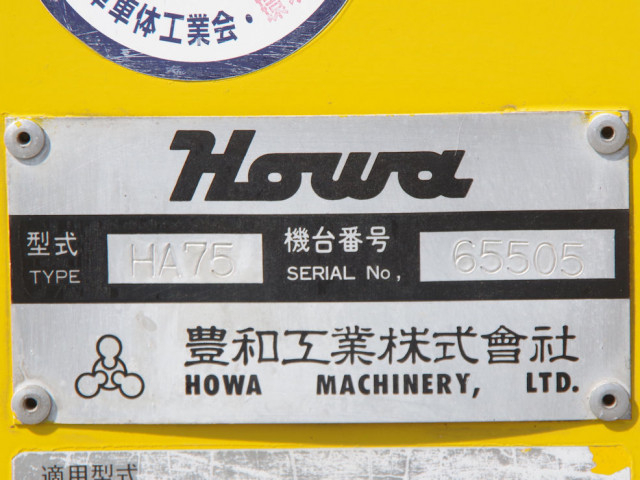 車体工業会・
Howa
型式 HA75 機台番号 65505
TYPE SERIAL No,
豊和工業株式會社
HOWA MACHINERY, LTD.
適用型式